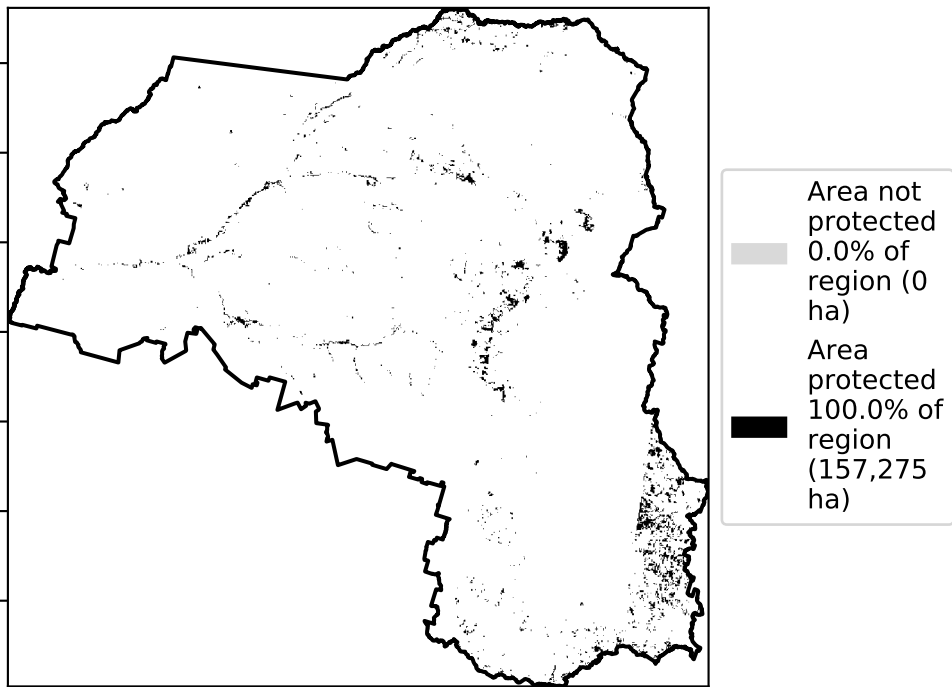 Area not
protected
0.0% of
region (0
ha)
Area
protected
100.0% of
region
(157,275
ha)